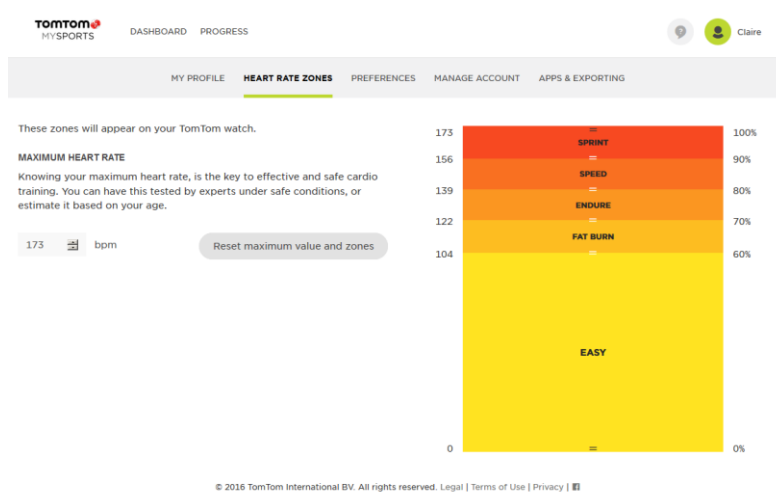 TOMTOM
MYSPORTS
DASHBOARD PROGRESS
? Claire
MY PROFILE HEART RATE ZONES PREFERENCES MANAGE ACCOUNT APPS & EXPORTING
These zones will appear on your TomTom watch.
MAXIMUM HEART RATE
Knowing your maximum heart rate, is the key to effective and safe cardio
training. You can have this tested by experts under safe conditions, or
estimate it based on your age.
173 bpm Reset maximum value and zones
173 100%
SPRINT
156 90%
SPEED
139 80%
ENDURE
122 70%
FAT BURN
104 60%
EASY
0 0%
© 2016 TomTom International BV. All rights reserved. Legal | Terms of Use | Privacy |